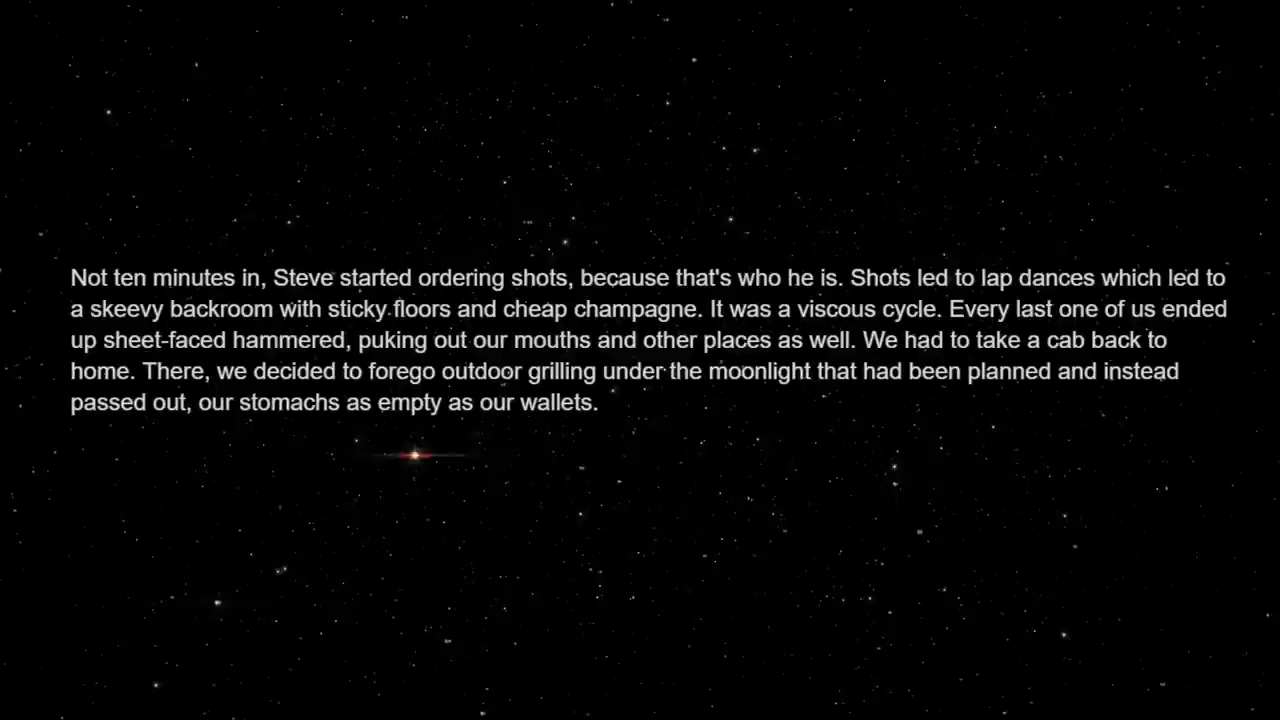 Not ten minutes in, Steve started ordering shots, because that's who he is. Shots led to lap dances which led to
a skeevy backroom with sticky floors and cheap champagne. It was a viscous cycle. Every last one of us ended
up sheet-faced hammered, puking out our mouths and other places as well. We had to take a cab back to
home. There, we decided to forego outdoor grilling under the moonlight that had been planned and instead
passed out, our stomachs as empty as our wallets.